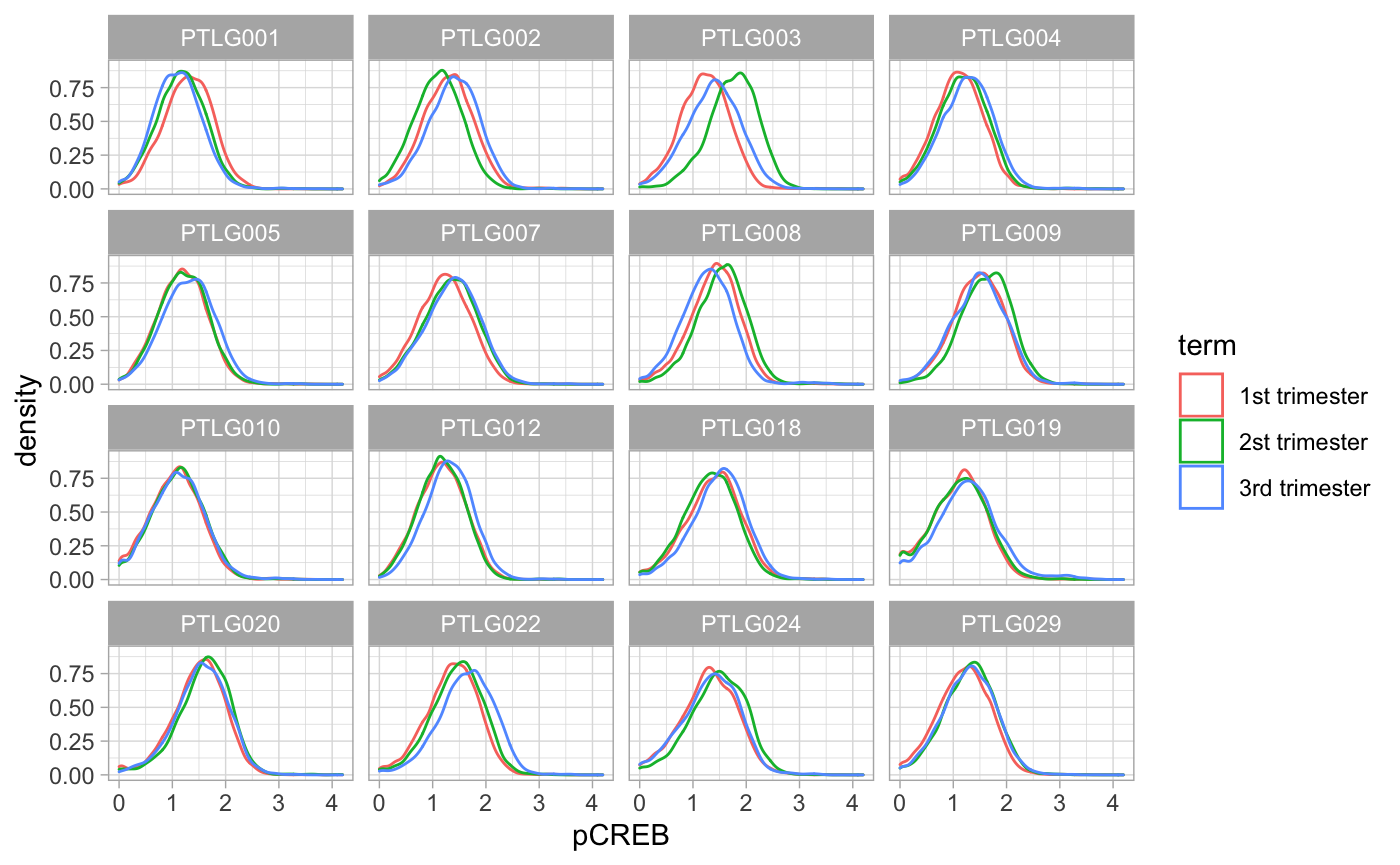 PTLG001 PTLG002 PTLG003 PTLG004
0.75
0.50
0.25
0.00
PTLG005 PTLG007 PTLG008 PTLG009
0.75
0.50
0.25
0.00
PTLG010 PTLG012 PTLG018 PTLG019
0.75
0.50
0.25
0.00
PTLG020 PTLG022 PTLG024 PTLG029
0.75
0.50
0.25
0.00
0 1 2 3 4 0 1 2 3 4 0 1 2 3 4 0 1 2 3 4
pCREB
density
term
1st trimester
2st trimester
3rd trimester